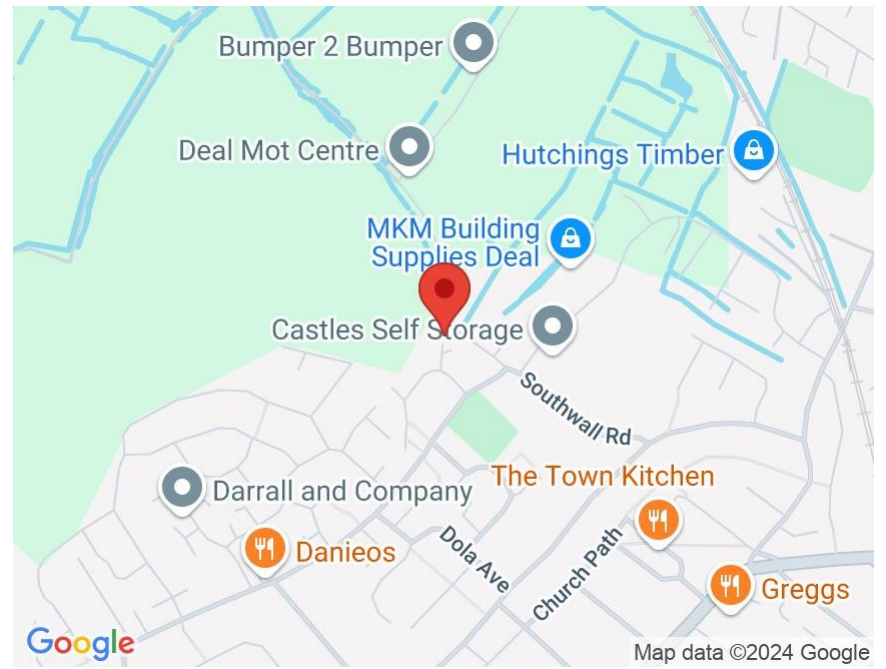 Bumper 2 Bumper
Deal Mot Centre
Hutchings Timber
MKM Building
Supplies Deal
Castles Self Storage
Southwall Rd
The Town Kitchen
Darrall and Company
Danieos
Dola Ave
Church Path
Greggs
Google
Map data ©2024 Google